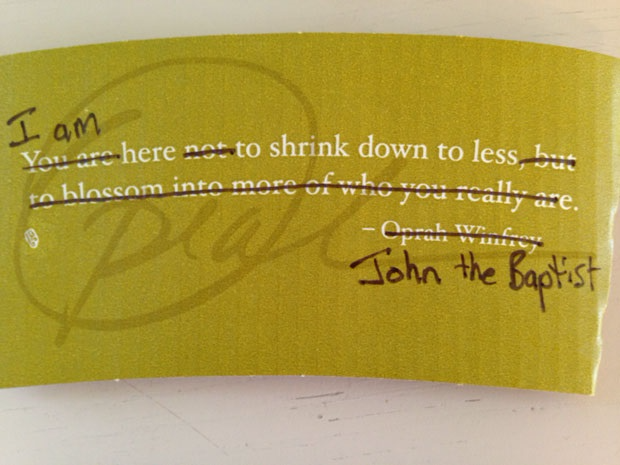 I am
You are here not to shrink down to less, but
to blossom into more of who you really are.
– Oprah Winfrey
John the Baptist
Oprah